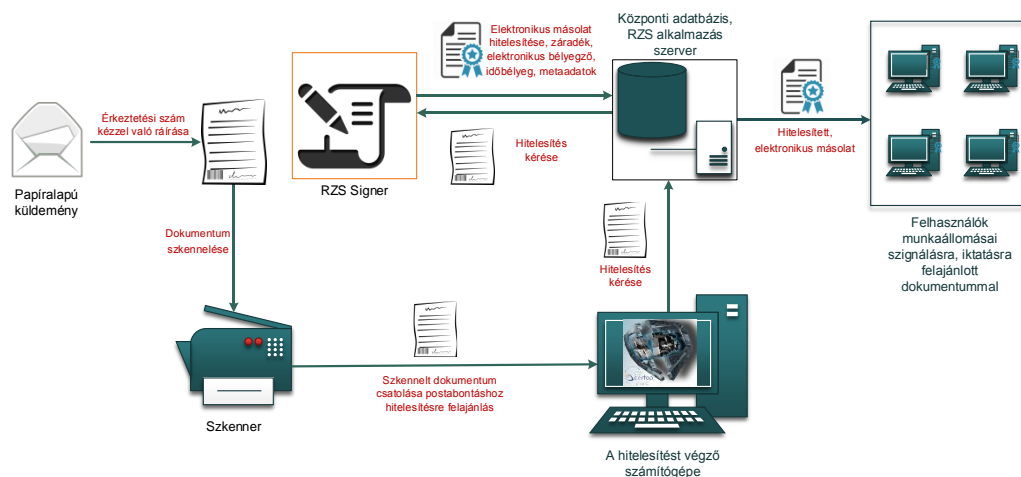 Elektronikus másolat
hitelesítése, záradék,
elektronikus bélyegző,
időbélyeg, metaadatok
Központi adatbázis,
RZS alkalmazás
szerver
Érkeztetési szám
kézzel való ráírása
Hitelesítés
kérése
Hitelesített,
elektronikus másolat
RZS Signer
Papíralapú
küldemény
Dokumentum
szkennelése
Hitelesítés
kérése
Felhasználók
munkaállomásai
szignálásra, iktatásra
felajánlott
dokumentummal
Szkennelt dokumentum
csatolása postabontáshoz
hitelesítésre felajánlás
Szkenner
A hitelesítést végző
számítógépe